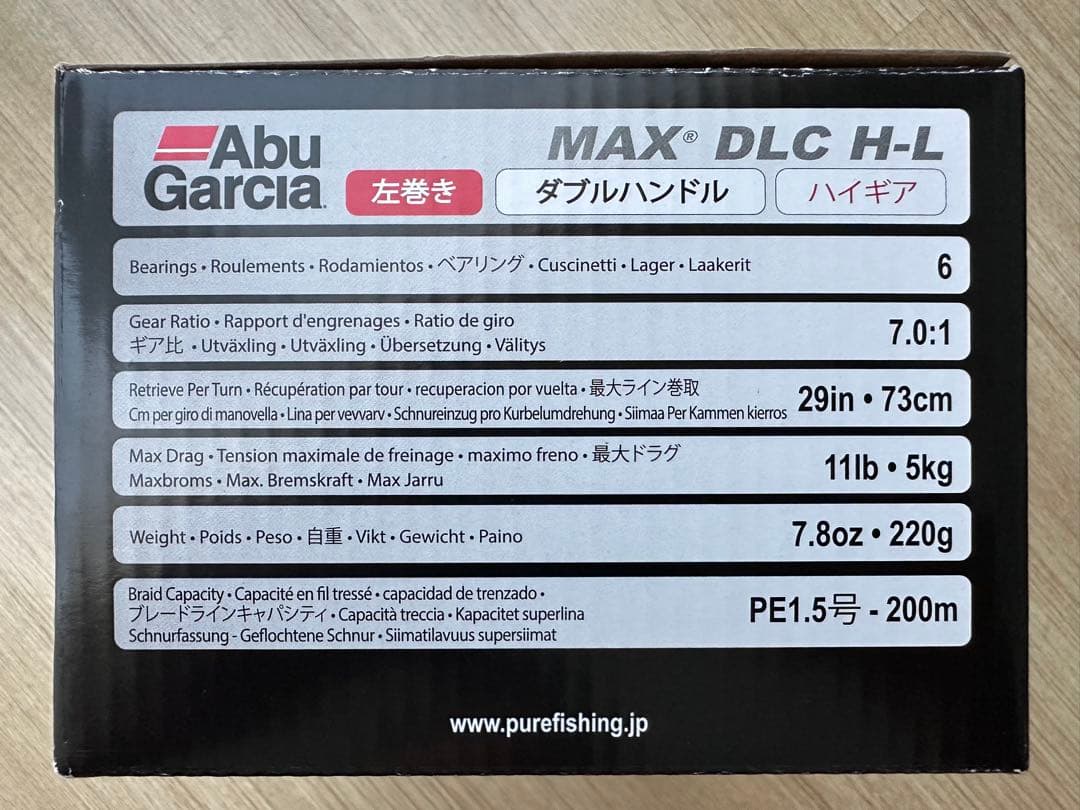 Abu
Garcia
MAX® DLC H-L
左巻き ダブルハンドル ハイギア
Bearings • Roulements • Rodamientos • ベアリング • Cuscinetti • Lager • Laakerit 6
Gear Ratio • Rapport d'engrenages • Ratio de giro
ギア比 • Utväxling • Utväxling • Übersetzung • Välitys
7.0:1
Retrieve Per Turn • Récupération par tour • recuperacion por vuelta • 最大ライン巻取
Cm per giro di manovella • Lina per vevvarv • Schnureinzug pro Kurbelumdrehung • Siimaa Per Kammen kierros
29in • 73cm
Max Drag • Tension maximale de freinage • maximo freno • 最大ドラグ
Maxbroms • Max. Bremskraft • Max Jarru
11lb • 5kg
Weight • Poids • Peso • 自重 • Vikt • Gewicht • Paino 7.8oz • 220g
Braid Capacity • Capacité en fil tressé • capacidad de trenzado •
ブレードラインキャパシティ • Capacità treccia • Kapacitet superlina
Schnurfassung - Geflochtene Schnur • Siimatilavuus supersiimat
PE1.5号 - 200m
www.purefishing.jp